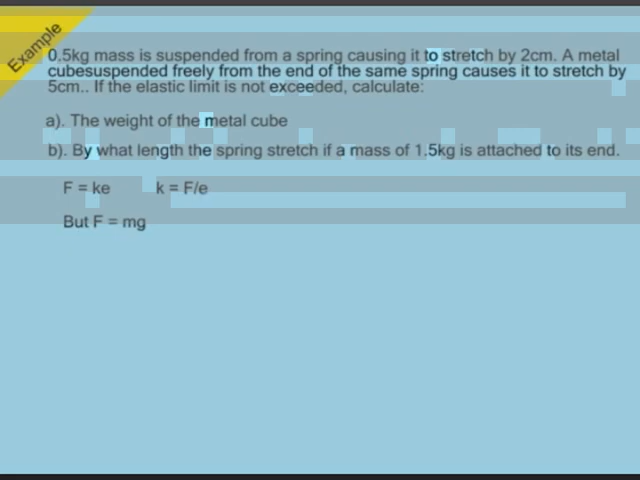 Example
0.5kg mass is suspended from a spring causing it to stretch by 2cm. A metal
cubesuspended freely from the end of the same spring causes it to stretch by
5cm.. If the elastic limit is not exceeded, calculate:
a). The weight of the metal cube
b). By what length the spring stretch if a mass of 1.5kg is attached to its end.
F = ke k = F/e
But F = mg